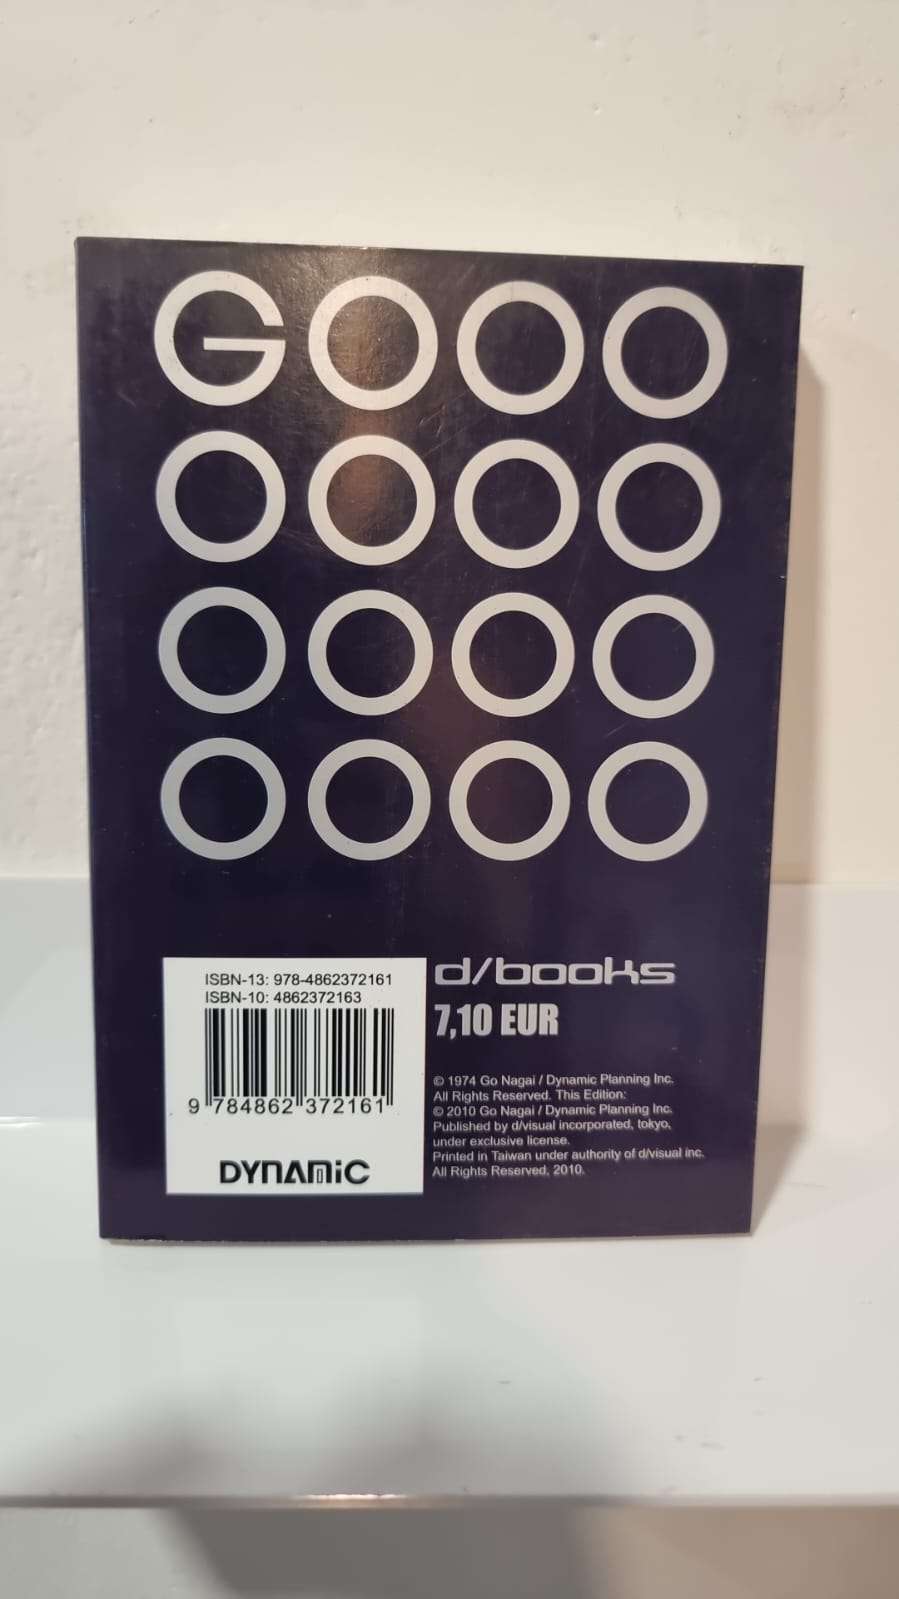 GOOO
OOOO
OOOO
OOOO
ISBN-13: 978-4862372161
ISBN-10: 4862372163
9 784862 372161
DYNAMIC
d/books
7,10 EUR
© 1974 Go Nagai / Dynamic Planning Inc.
All Rights Reserved. This Edition:
© 2010 Go Nagai / Dynamic Planning Inc.
Published by d/visual incorporated, tokyo,
under exclusive license.
Printed in Taiwan under authority of d/visual inc.
All Rights Reserved, 2010.